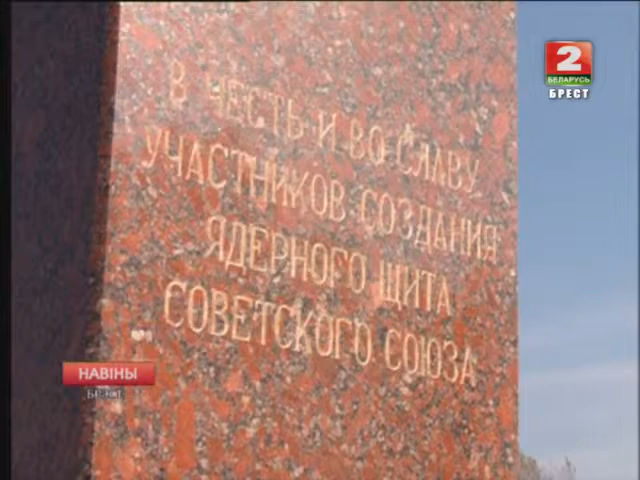 2
БЕЛАРУСЬ
БРЕСТ
В ЧЕСТЬ И ВО СЛАВУ
УЧАСТНИКОВ СОЗДАНИЯ
ЯДЕРНОГО ЩИТА
СОВЕТСКОГО СОЮЗА
НАВІНЫ